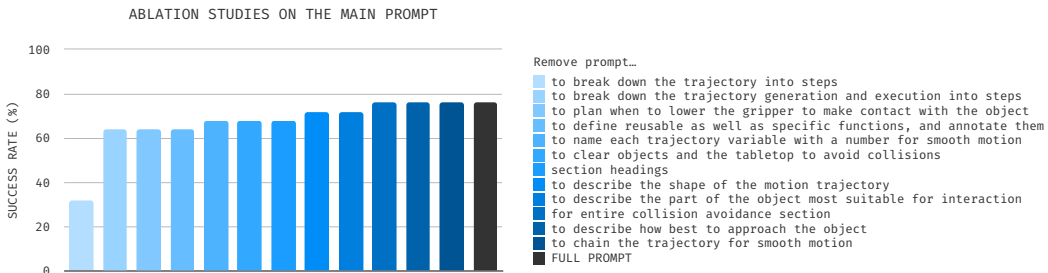 ABLATION STUDIES ON THE MAIN PROMPT
SUCCESS RATE (%)
100
80
60
40
20
0
Remove prompt…
to break down the trajectory into steps
to break down the trajectory generation and execution into steps
to plan when to lower the gripper to make contact with the object
to define reusable as well as specific functions, and annotate them
to name each trajectory variable with a number for smooth motion
to clear objects and the tabletop to avoid collisions
section headings
to describe the shape of the motion trajectory
to describe the part of the object most suitable for interaction
for entire collision avoidance section
to describe how best to approach the object
to chain the trajectory for smooth motion
FULL PROMPT